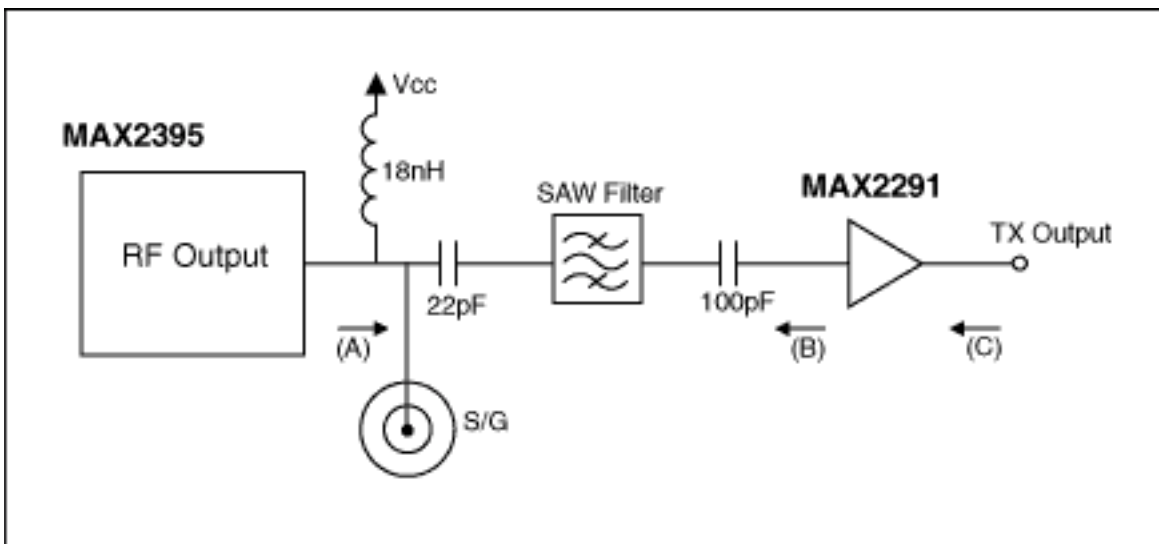 Vcc
MAX2395
18nH
SAW Filter
MAX2291
RF Output
TX Output
22pF
100pF
(A)
(B)
(C)
S/G